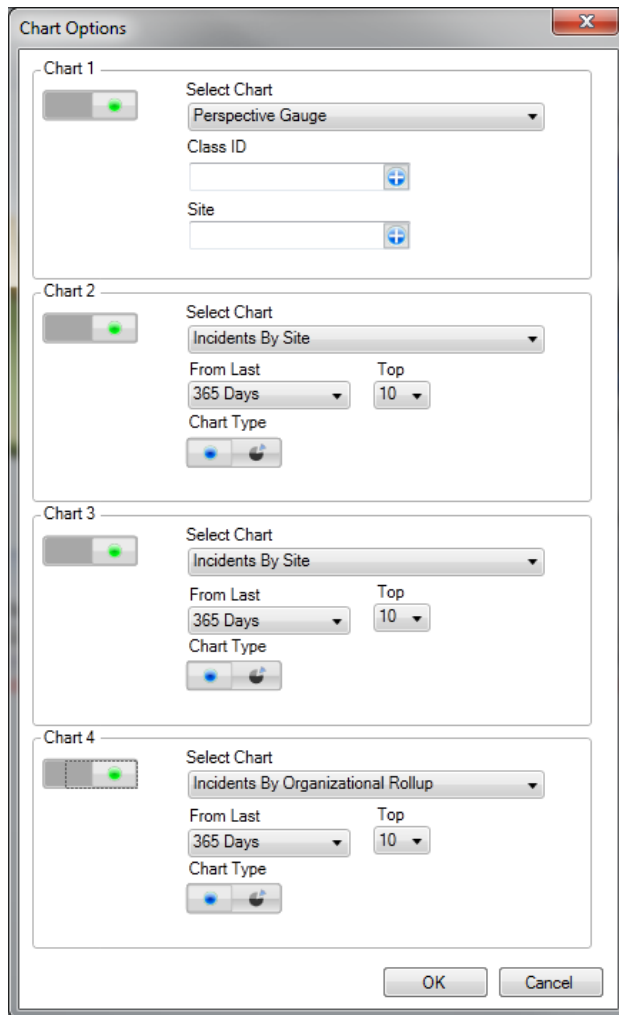 Chart Options
Chart 1
Select Chart
Perspective Gauge
Class ID
Site
Chart 2
Select Chart
Incidents By Site
From Last Top
365 Days 10
Chart Type
Chart 3
Select Chart
Incidents By Site
From Last Top
365 Days 10
Chart Type
Chart 4
Select Chart
Incidents By Organizational Rollup
From Last Top
365 Days 10
Chart Type
OK Cancel